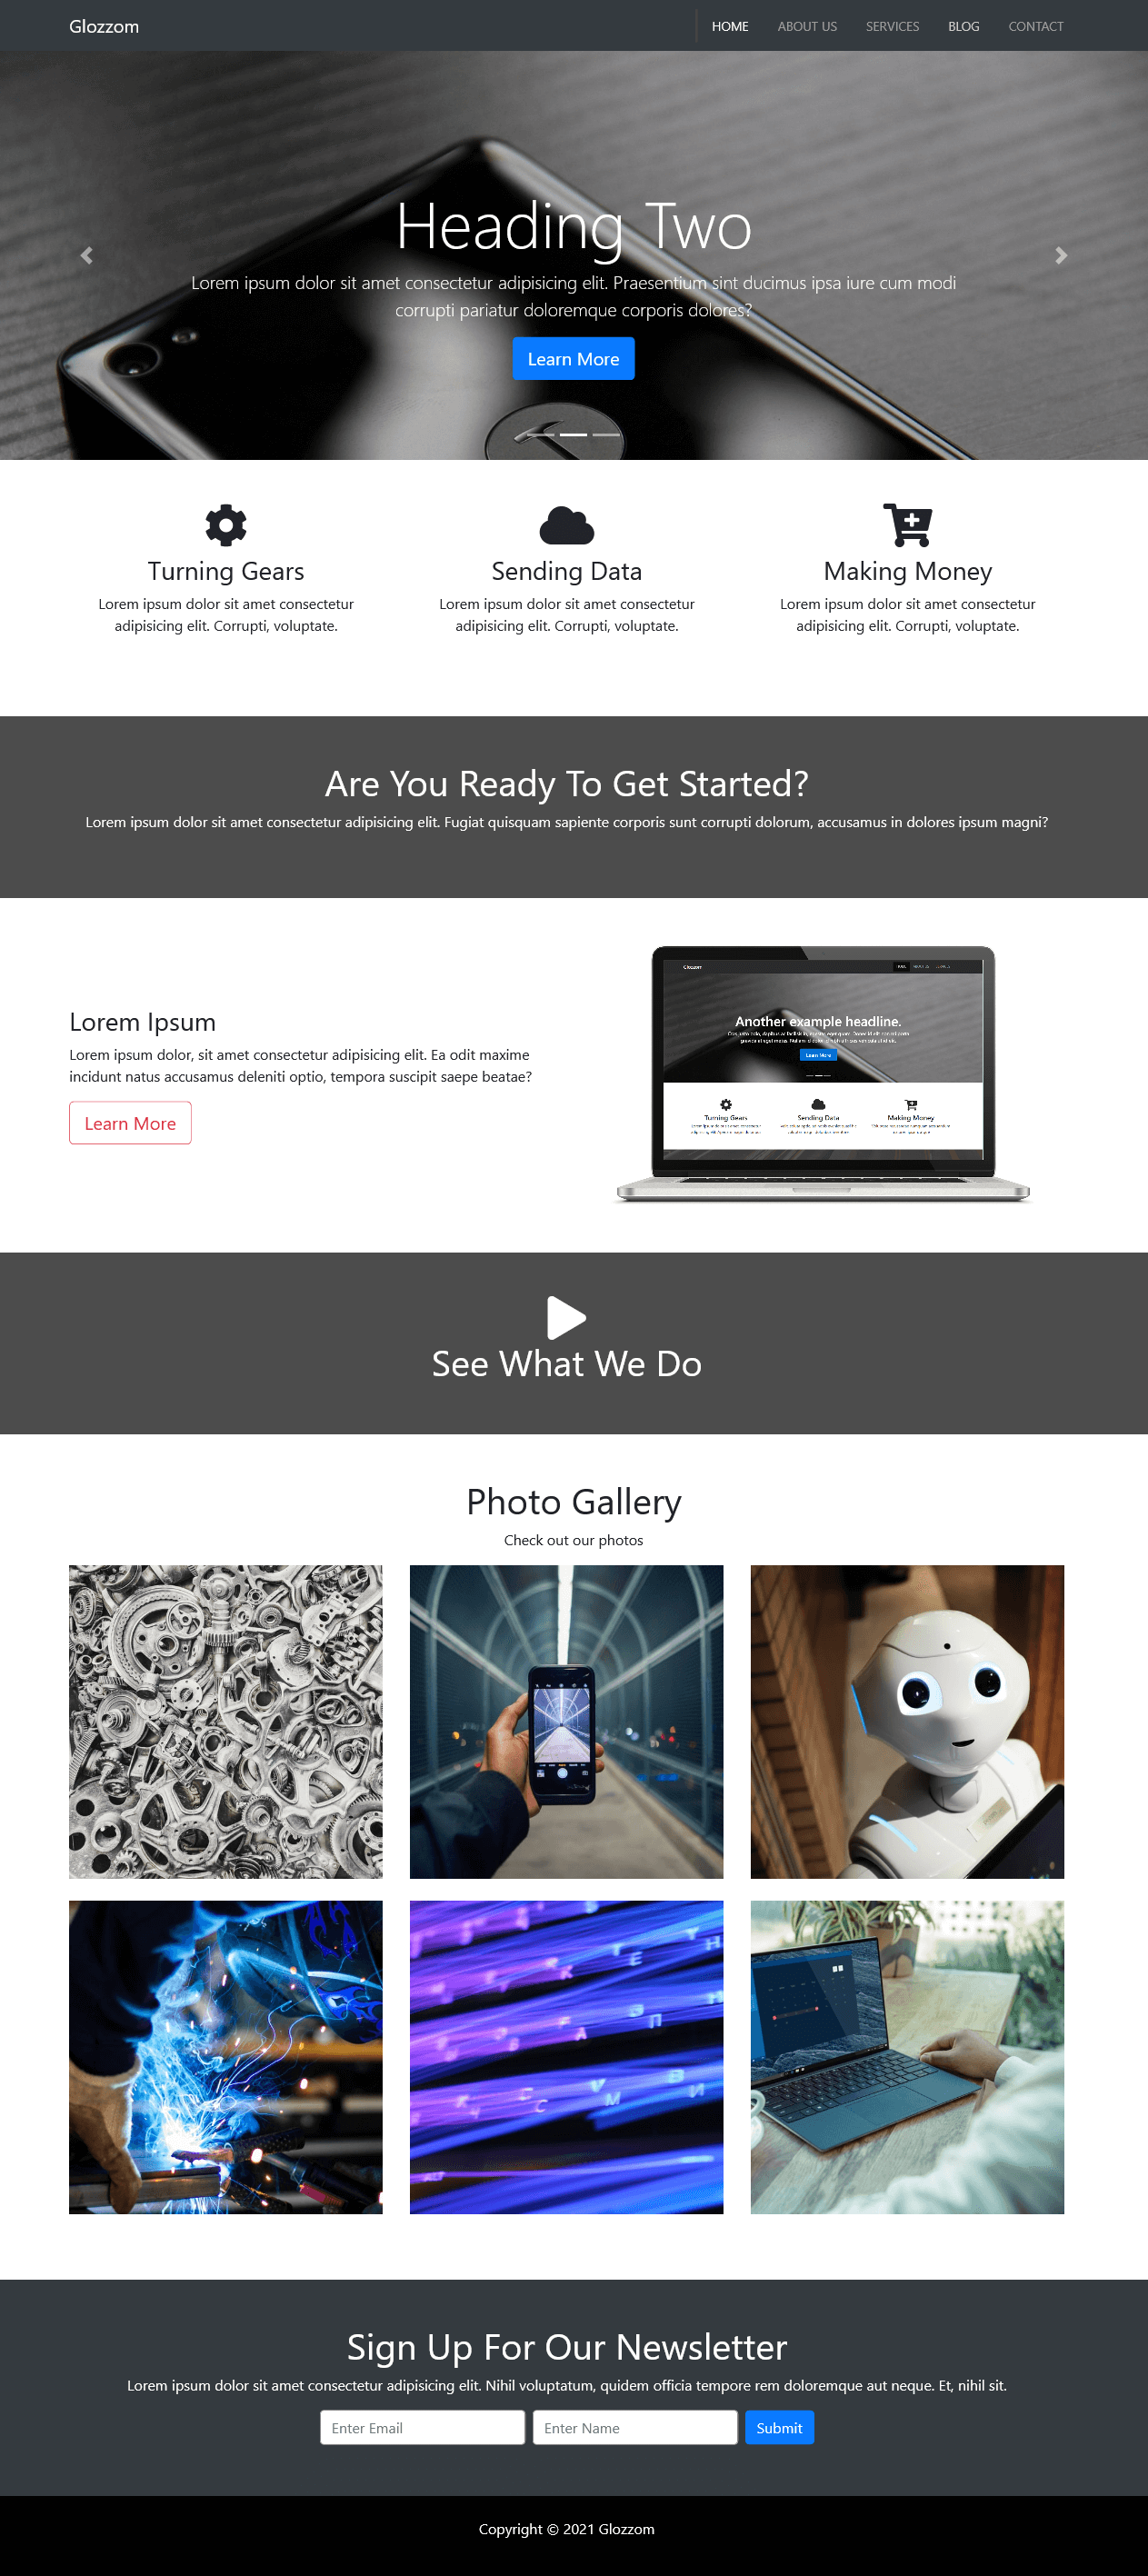 Glozzom
HOME ABOUT US SERVICES BLOG CONTACT
Heading Two
Lorem ipsum dolor sit amet consectetur adipisicing elit. Praesentium sint ducimus ipsa iure cum modi
corrupti pariatur doloremque corporis dolores?
Learn More
Turning Gears
Lorem ipsum dolor sit amet consectetur
adipisicing elit. Corrupti, voluptate.
Sending Data
Lorem ipsum dolor sit amet consectetur
adipisicing elit. Corrupti, voluptate.
Making Money
Lorem ipsum dolor sit amet consectetur
adipisicing elit. Corrupti, voluptate.
Are You Ready To Get Started?
Lorem ipsum dolor sit amet consectetur adipisicing elit. Fugiat quisquam sapiente corporis sunt corrupti dolorum, accusamus in dolores ipsum magni?
Lorem Ipsum
Lorem ipsum dolor, sit amet consectetur adipisicing elit. Ea odit maxime
incidunt natus accusamus deleniti optio, tempora suscipit saepe beatae?
Learn More
Glozzom
Another example headline.
Learn More
Turning Gears
Sending Data
Making Money
See What We Do
Photo Gallery
Check out our photos
Sign Up For Our Newsletter
Lorem ipsum dolor sit amet consectetur adipisicing elit. Nihil voluptatum, quidem officia tempore rem doloremque aut neque. Et, nihil sit.
Enter Email
Enter Name
Submit
Copyright © 2021 Glozzom